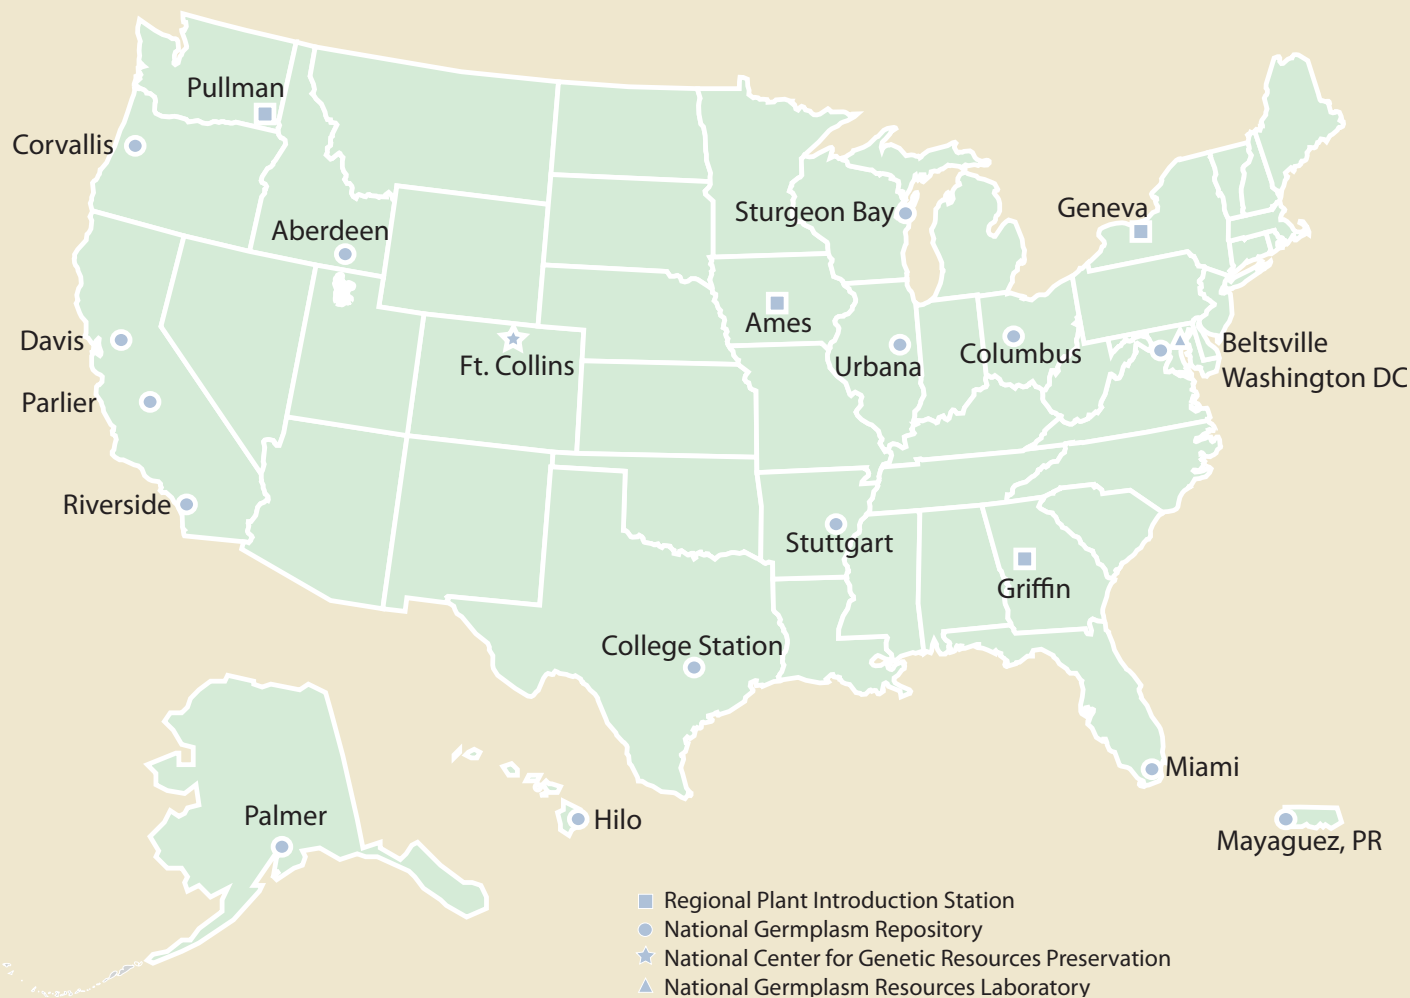 Pullman
Corvallis
Geneva
Sturgeon Bay
Aberdeen
Ames
Davis
Beltsville
Washington DC
Columbus
Urbana
Ft. Collins
Parlier
Riverside
Stuttgart
Griffin
College Station
Miami
Palmer
Hilo
Mayaguez, PR
Regional Plant Introduction Station
National Germplasm Repository
National Center for Genetic Resources Preservation
National Germplasm Resources Laboratory